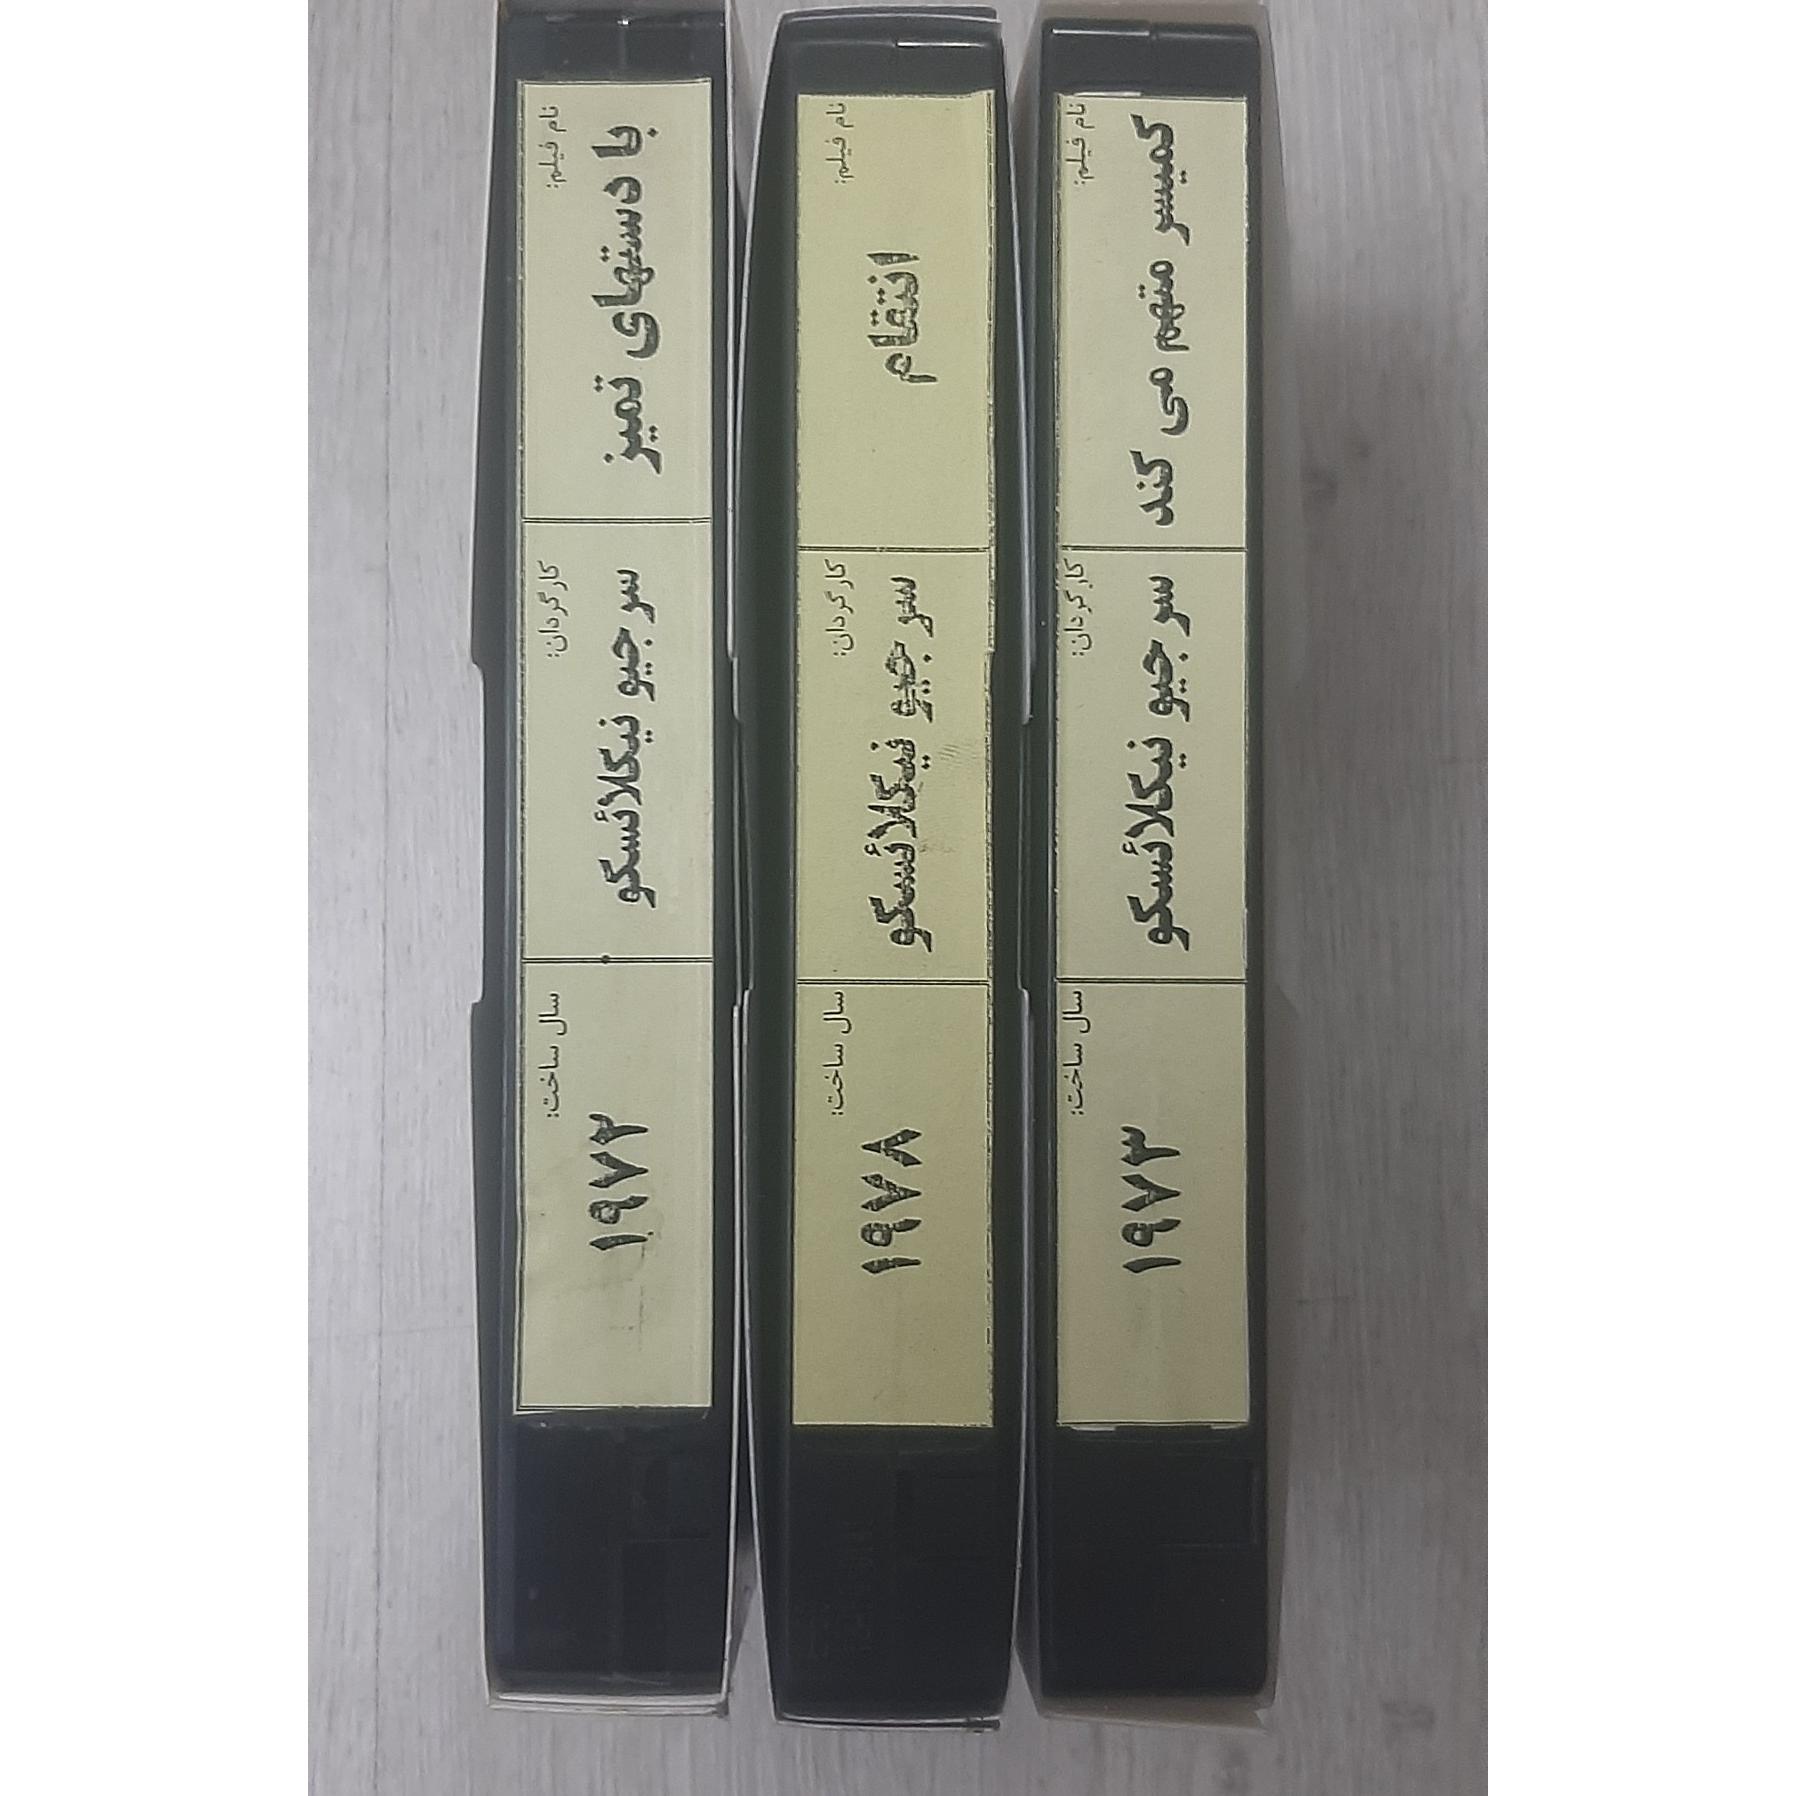 نام فیلم:
با دستهای تمیز
کارگردان:
سرجیو نیکلائسکو
سال ساخت:
۱۹۷۲
نام فیلم:
انتقام
کارگردان:
سرجیو نیکلائسکو
سال ساخت:
۱۹۷۸
نام فیلم:
کمیسر متهم می کند
کارگردان:
سرجیو نیکلائسکو
سال ساخت:
۱۹۷۳